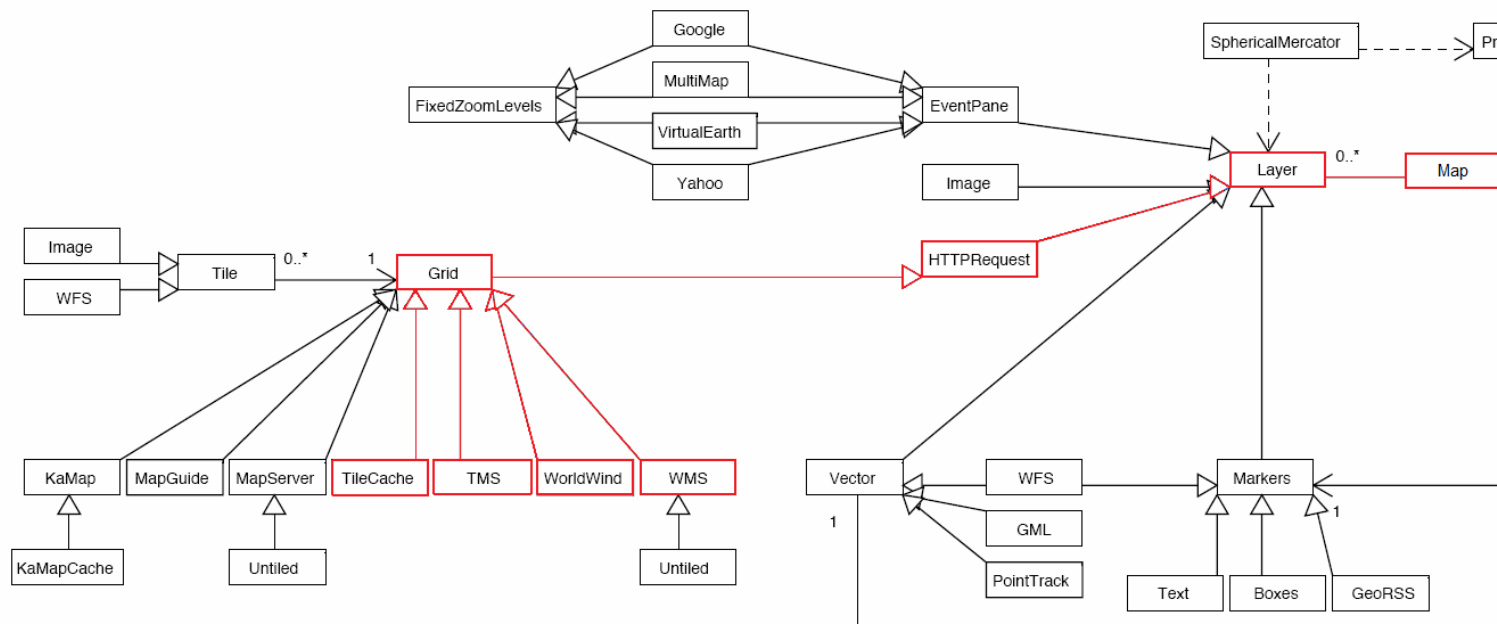 Google
SphericalMercator
Pr
MultiMap
FixedZoomLevels
EventPane
VirtualEarth
Yahoo
Image
Layer
0..*
Map
Image
Tile
0..*
1
Grid
HTTPRequest
WFS
KaMap
MapGuide
MapServer
TileCache
TMS
WorldWind
WMS
Vector
WFS
Markers
1
1
GML
KaMapCache
Untiled
Untiled
PointTrack
Text
Boxes
GeoRSS